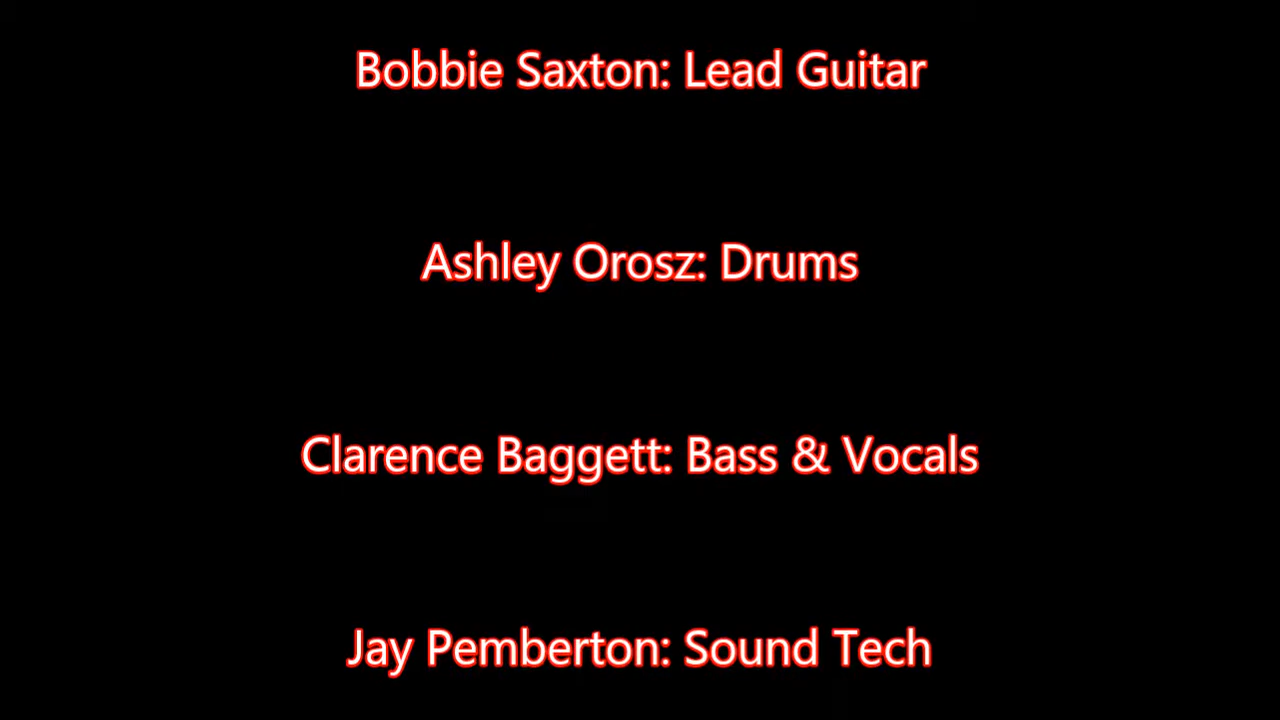 Bobbie Saxton: Lead Guitar
Ashley Orosz: Drums
Clarence Baggett: Bass & Vocals
Jay Pemberton: Sound Tech